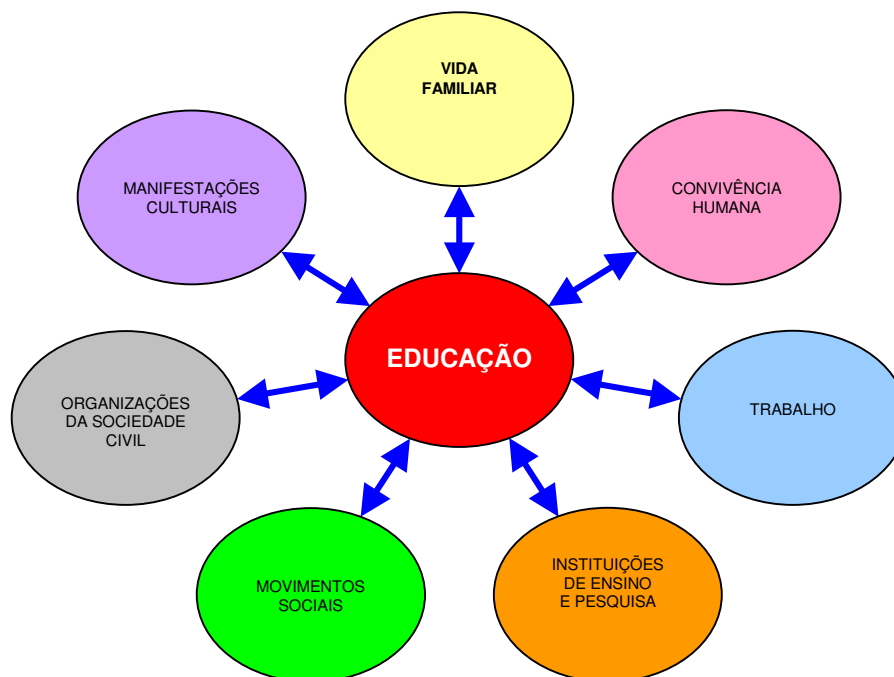 VIDA
FAMILIAR
MANIFESTAÇÕES
CULTURAIS
CONVIVÊNCIA
HUMANA
EDUCAÇÃO
ORGANIZAÇÕES
DA SOCIEDADE
CIVIL
TRABALHO
MOVIMENTOS
SOCIAIS
INSTITUIÇÕES
DE ENSINO
E PESQUISA